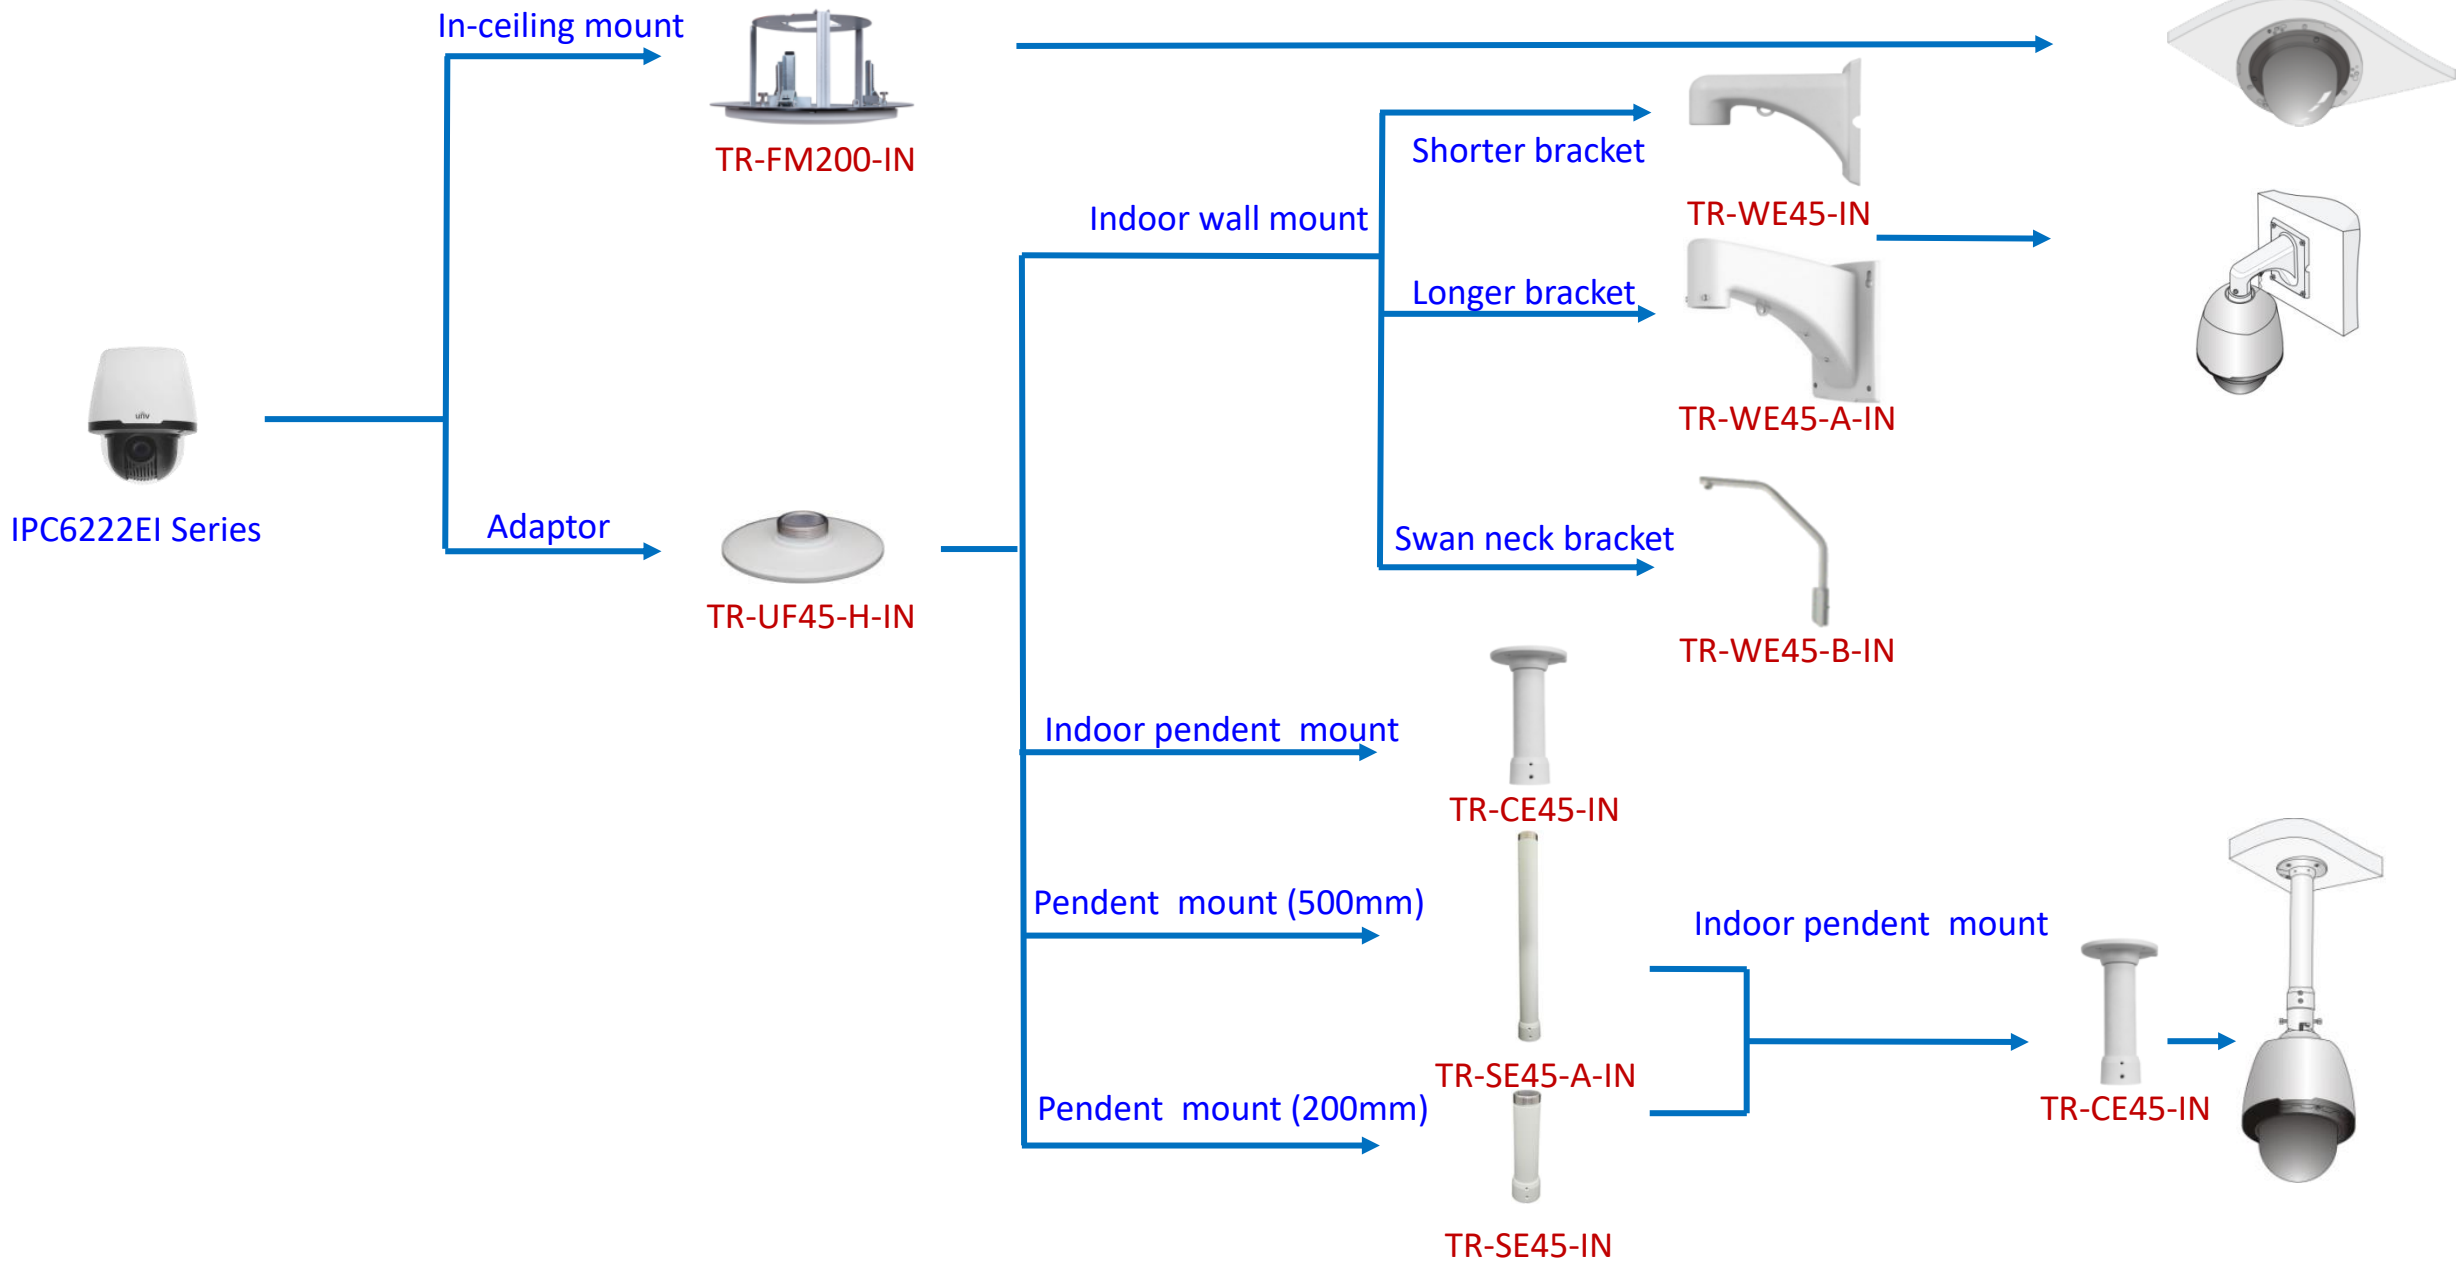 In-ceiling mount
TR-FM200-IN
Shorter bracket
TR-WE45-IN
Indoor wall mount
Longer bracket
TR-WE45-A-IN
unv
IPC6222EI Series
Adaptor
TR-UF45-H-IN
Swan neck bracket
TR-WE45-B-IN
Indoor pendent  mount
TR-CE45-IN
Pendent  mount (500mm)
TR-SE45-A-IN
Indoor pendent  mount
TR-CE45-IN
Pendent  mount (200mm)
TR-SE45-IN